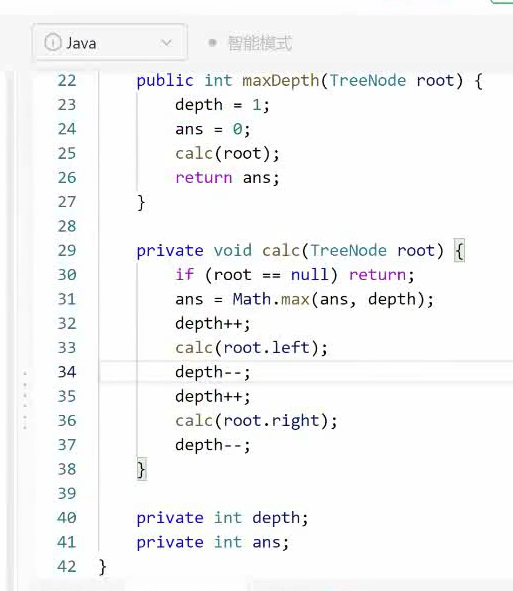 Java 智能模式
22 public int maxDepth(TreeNode root) {
23 depth = 1;
24 ans = 0;
25 calc(root);
26 return ans;
27 }
28
29 private void calc(TreeNode root) {
30 if (root == null) return;
31 ans = Math.max(ans, depth);
32 depth++;
33 calc(root.left);
34 depth--;
35 depth++;
36 calc(root.right);
37 depth--;
38 }
39
40 private int depth;
41 private int ans;
42 }